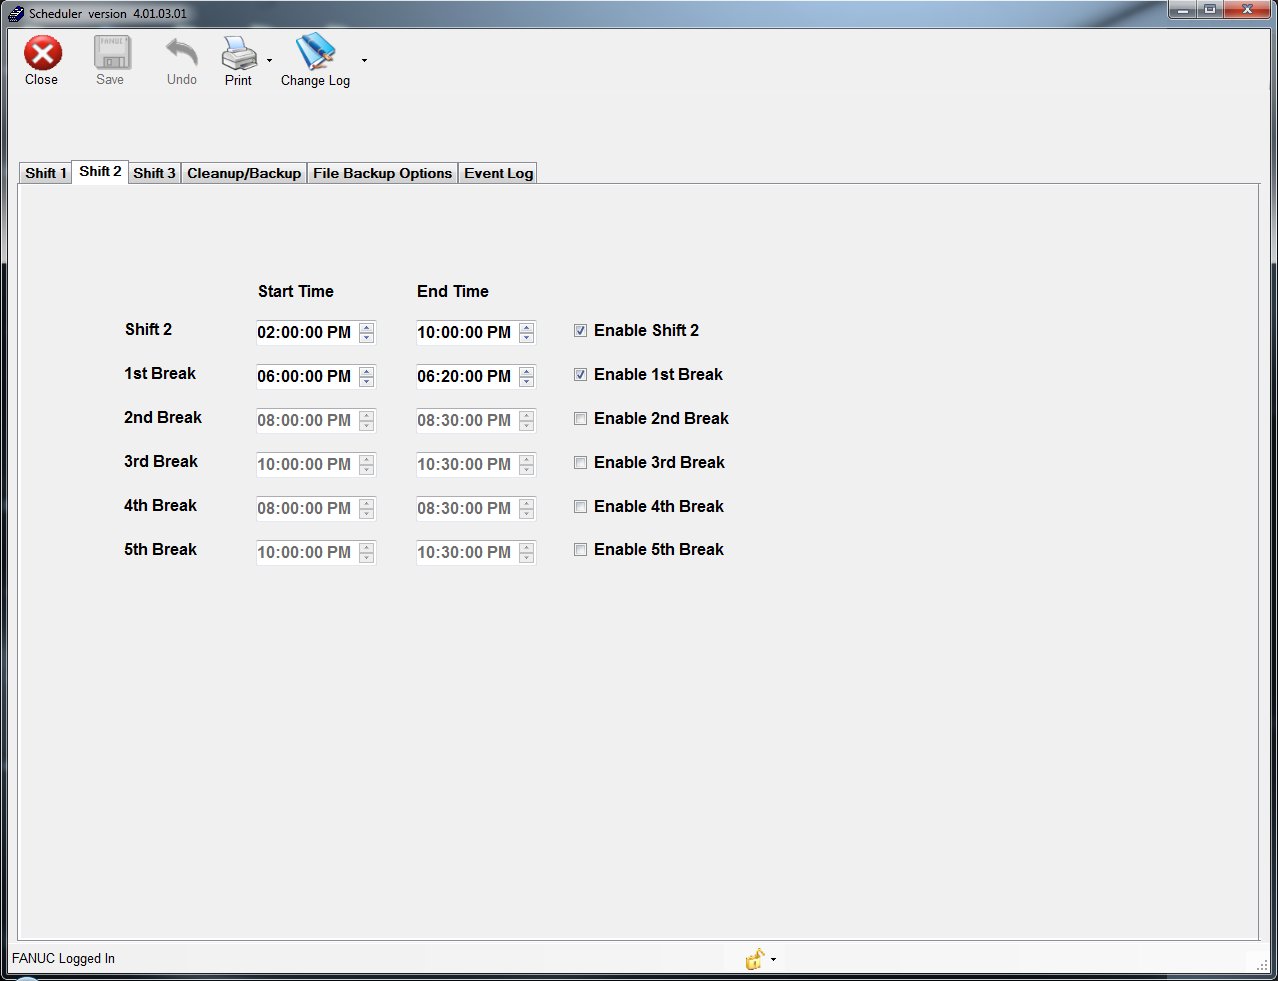 Scheduler version 4.01.03.01
FANUC
Close Save Undo Print Change Log
Shift 1 Shift 2 Shift 3 Cleanup/Backup File Backup Options Event Log
Start Time End Time
Shift 2 02:00:00 PM 10:00:00 PM Enable Shift 2
1st Break 06:00:00 PM 06:20:00 PM Enable 1st Break
2nd Break 08:00:00 PM 08:30:00 PM Enable 2nd Break
3rd Break 10:00:00 PM 10:30:00 PM Enable 3rd Break
4th Break 08:00:00 PM 08:30:00 PM Enable 4th Break
5th Break 10:00:00 PM 10:30:00 PM Enable 5th Break
FANUC Logged In